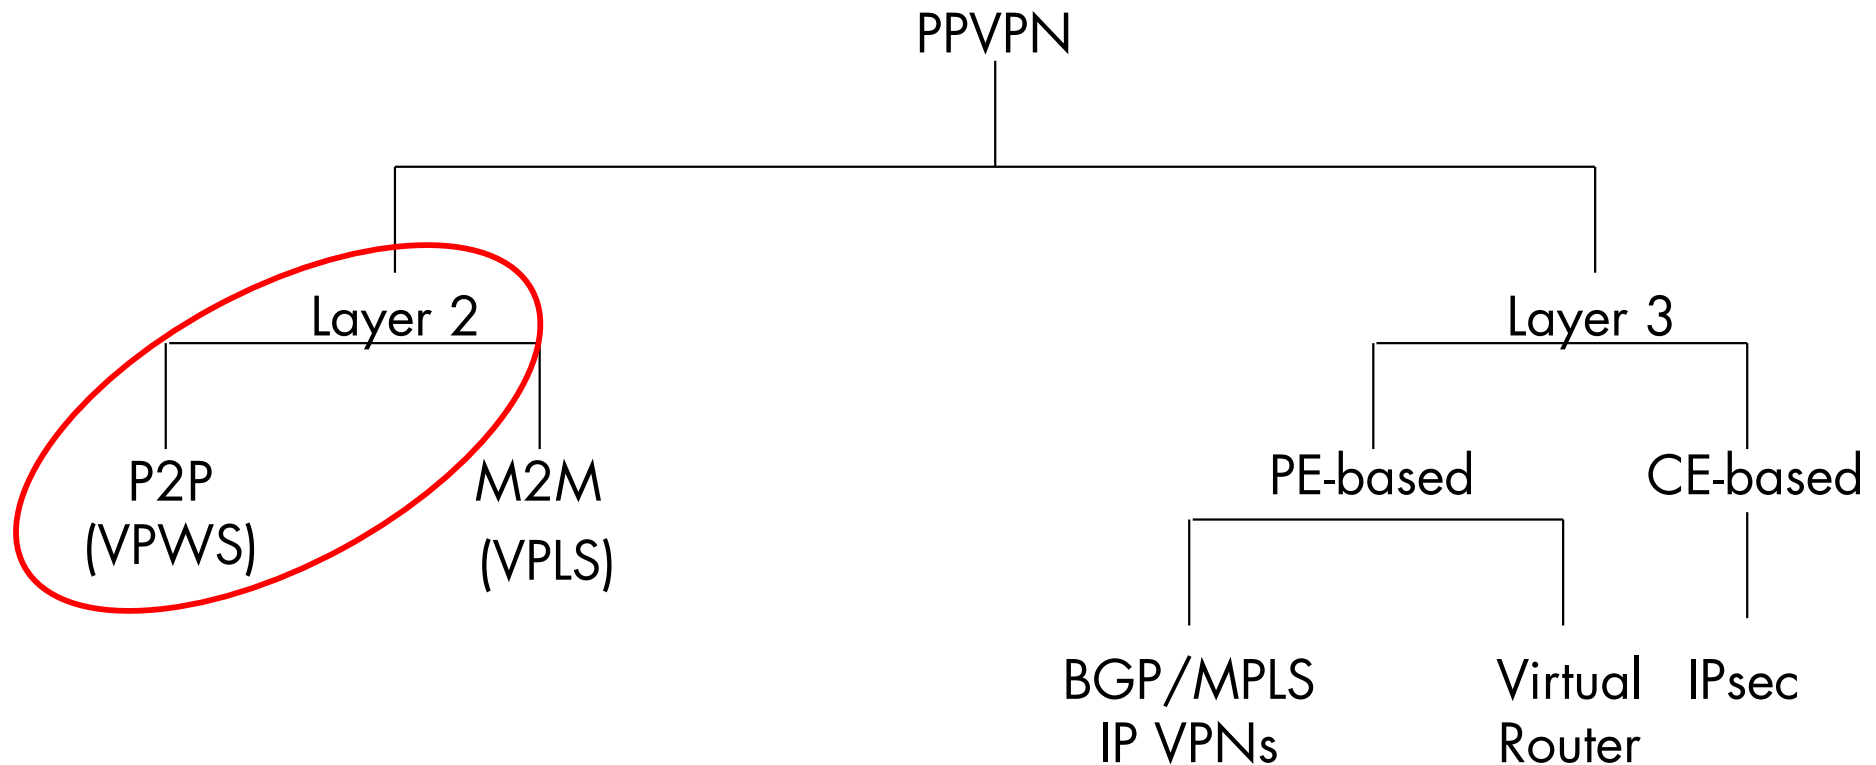 PPVPN
Layer 2
Layer 3
P2P
(VPWS)
M2M
(VPLS)
PE-based
CE-based
BGP/MPLS
IP VPNs
Virtual
Router
IPsec